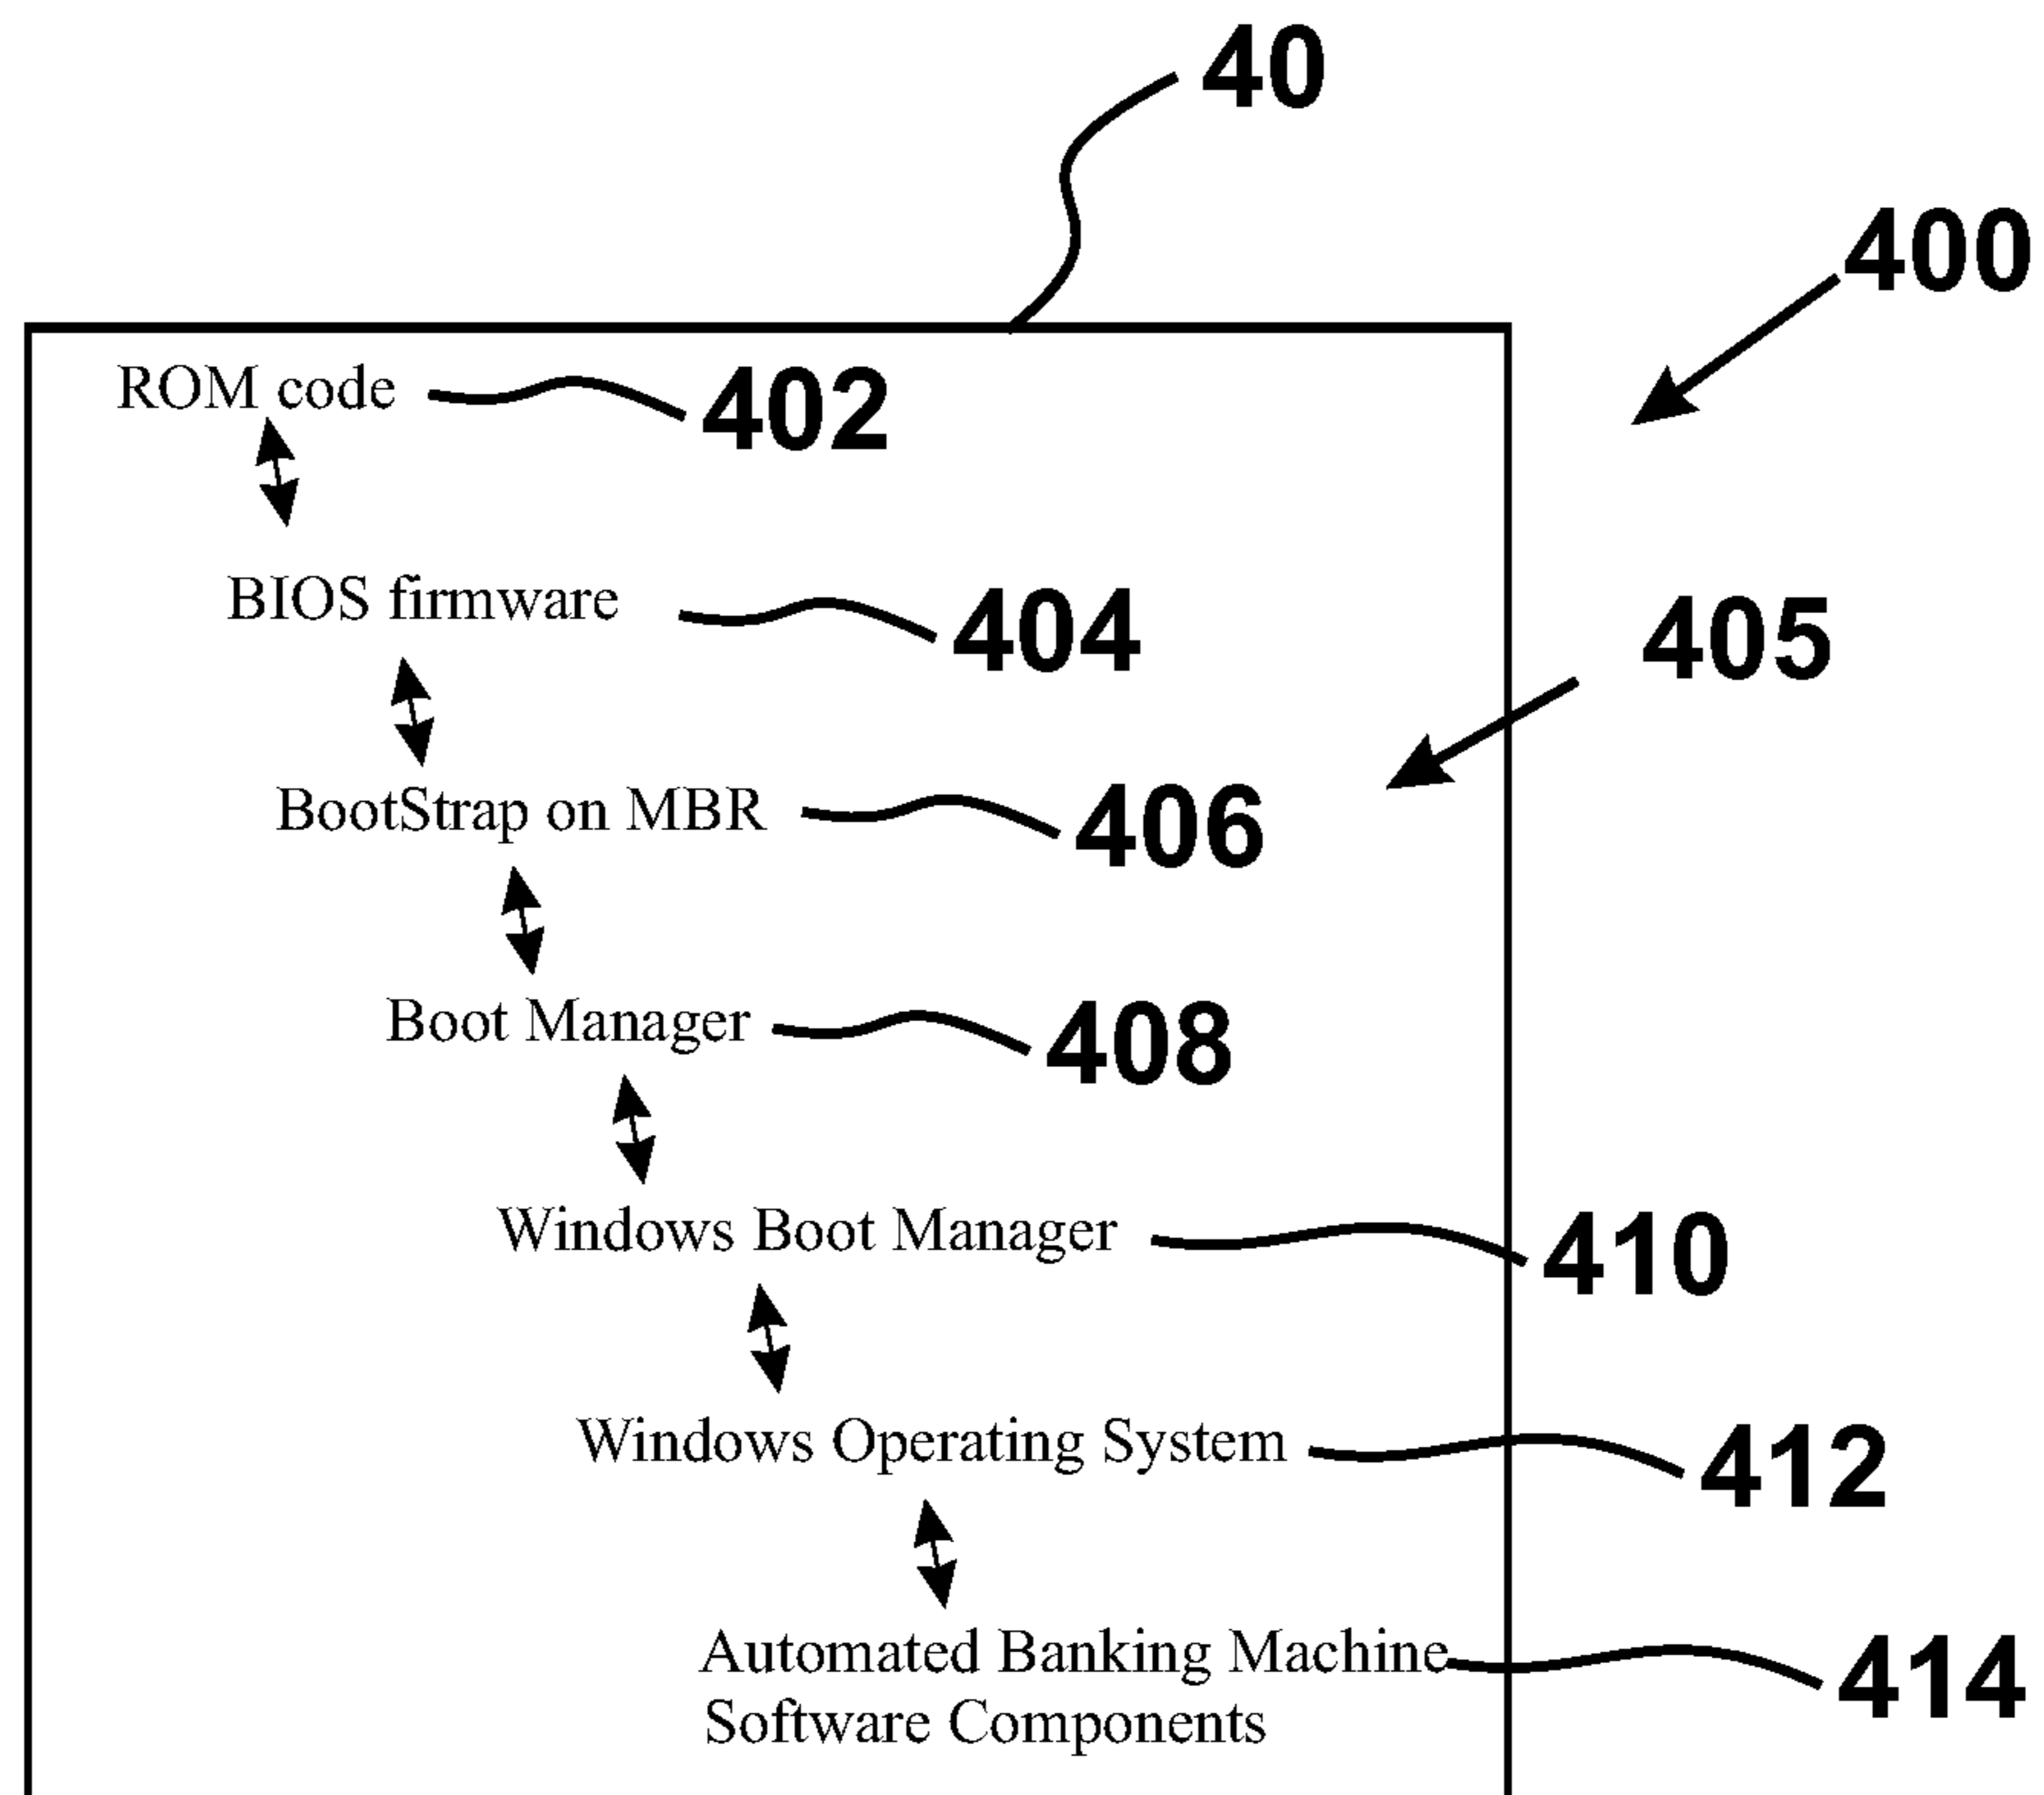 40
400
ROM code 402
BIOS firmware 404
405
BootStrap on MBR 406
Boot Manager 408
Windows Boot Manager 410
Windows Operating System 412
Automated Banking Machine 414
Software Components